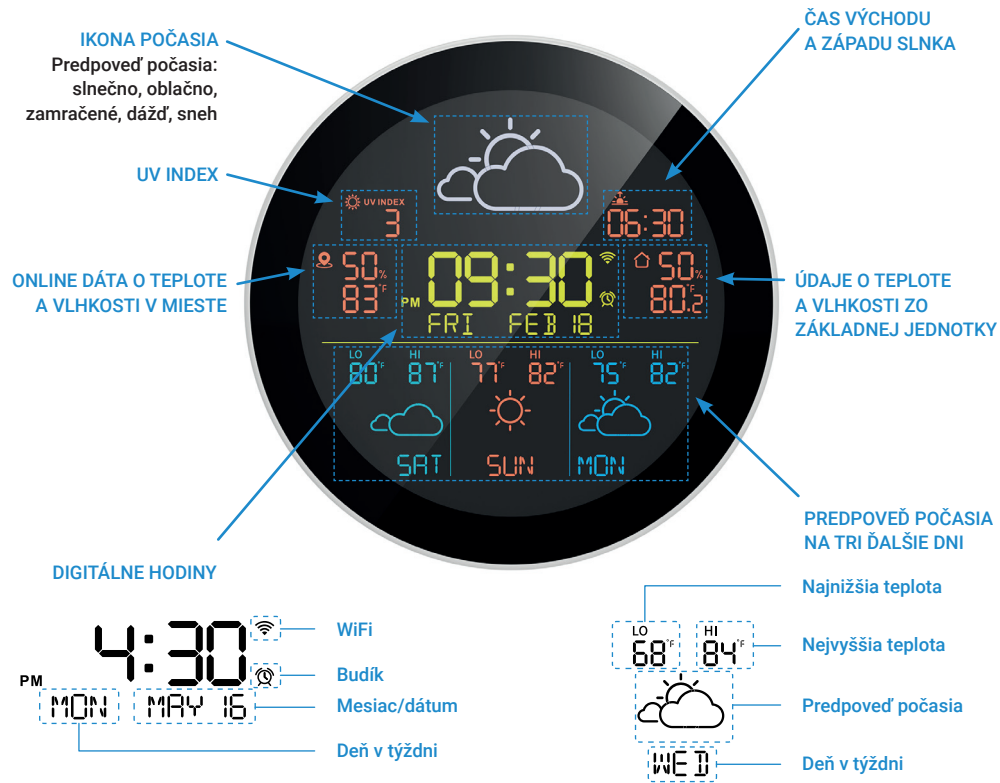 IKONA POČASIA
Predpoveď počasia:
slnečno, oblačno,
zamračené, dážď, sneh
ČAS VÝCHODU
A ZÁPADU SLNKA
UV INDEX
UV INDEX
3
06:30
ONLINE DÁTA O TEPLOTE
A VLHKOSTI V MIESTE
50%
83°F
PM 09:30
FRI FEB 18
50%
80.2°F
ÚDAJE O TEPLOTE
A VLHKOSTI ZO
ZÁKLADNEJ JEDNOTKY
LO HI LO HI LO HI
80°F 87°F 77°F 82°F 75°F 82°F
SAT SUN MON
PREDPOVEĎ POČASIA
NA TRI ĎALŠIE DNI
DIGITÁLNE HODINY
4:30
PM
MON MAY 16
WiFi
Budík
Mesiac/dátum
Deň v týždni
Najnižšia teplota
LO HI
68°F 84°F
Nejvyššia teplota
Predpoveď počasia
WED
Deň v týždni